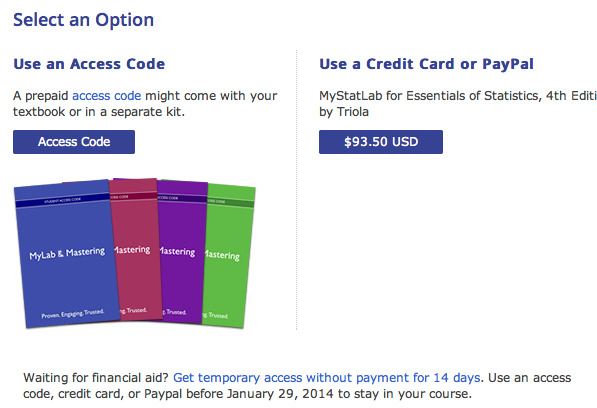 Select an Option
Use an Access Code
A prepaid access code might come with your
textbook or in a separate kit.
Access Code
STUDENT ACCESS CODE
MyLab & Mastering
Proven. Engaging. Trusted.
Mastering
Mastering
Mastering
Use a Credit Card or PayPal
MyStatLab for Essentials of Statistics, 4th Editi
by Triola
$93.50 USD
Waiting for financial aid? Get temporary access without payment for 14 days. Use an access
code, credit card, or Paypal before January 29, 2014 to stay in your course.